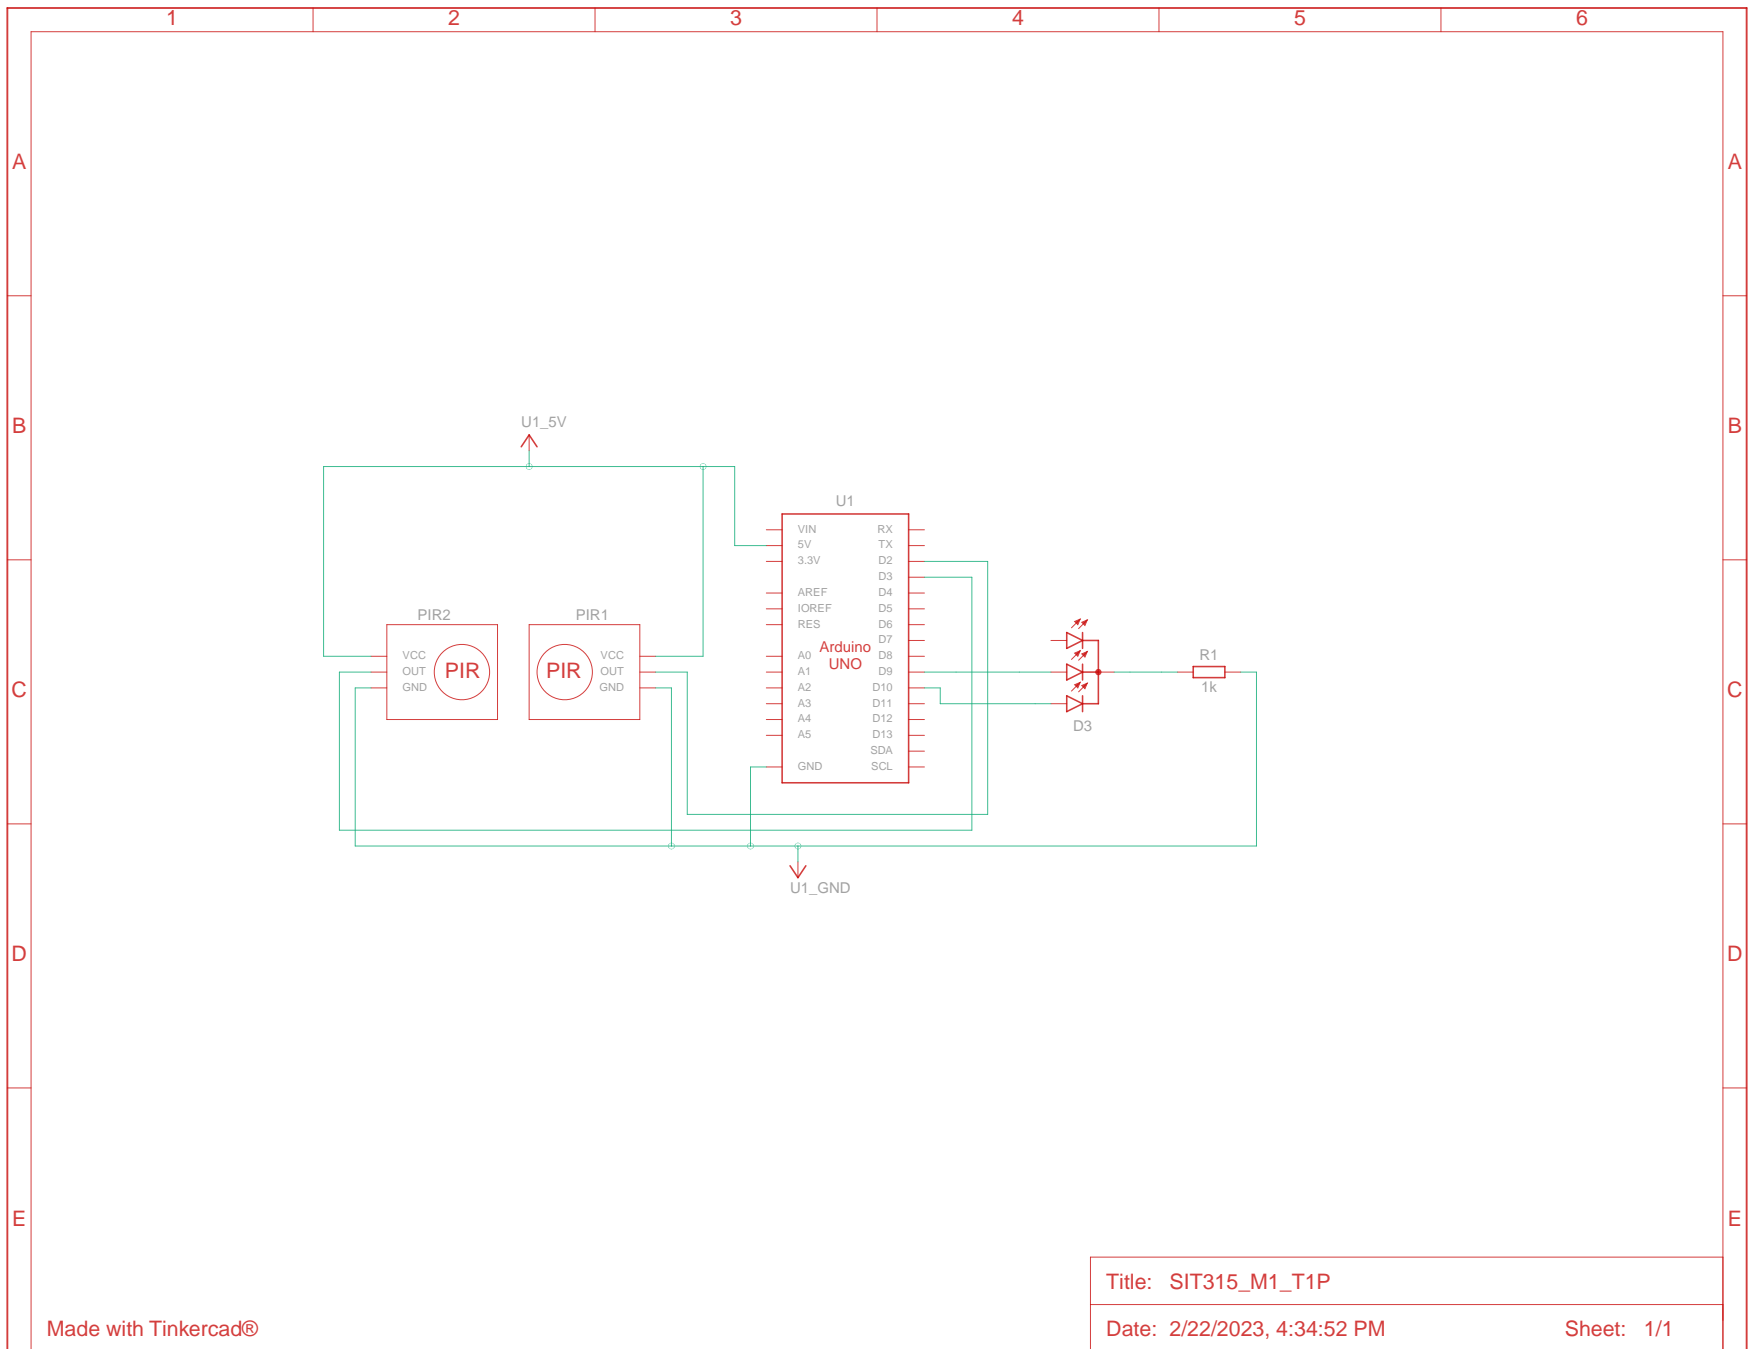 1 2 3 4 5 6
A A
B B
U1_5V
U1
VIN RX
5V TX
3.3V D2
D3
AREF D4
IOREF D5
RES D6
D7
A0 D8
A1 D9
A2 D10
A3 D11
A4 D12
A5 D13
SDA
GND SCL
Arduino
UNO
PIR2
VCC
OUT
GND
PIR
PIR1
PIR
VCC
OUT
GND
C C
D3
R1
1k
U1_GND
D D
E E
Title: SIT315_M1_T1P
Made with Tinkercad®
Date: 2/22/2023, 4:34:52 PM Sheet: 1/1